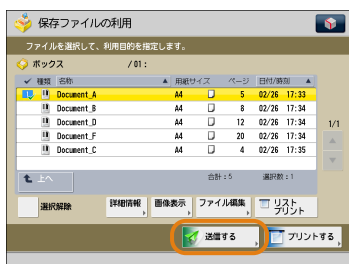 保存ファイルの利用
ファイルを選択して、利用目的を指定します。
ボックス /01:
種類 名称 ▲ 用紙サイズ ページ 日付/時刻 ▲
Document_A A4 5 02/26 17:33
Document_B A4 8 02/26 17:34
Document_D A4 12 02/26 17:34
Document_F A4 20 02/26 17:34
Document_C A4 4 02/26 17:35
1/1
上へ 合計:5 選択数:1
選択解除 詳細情報 画像表示 ファイル編集 リストプリント
送信する プリントする